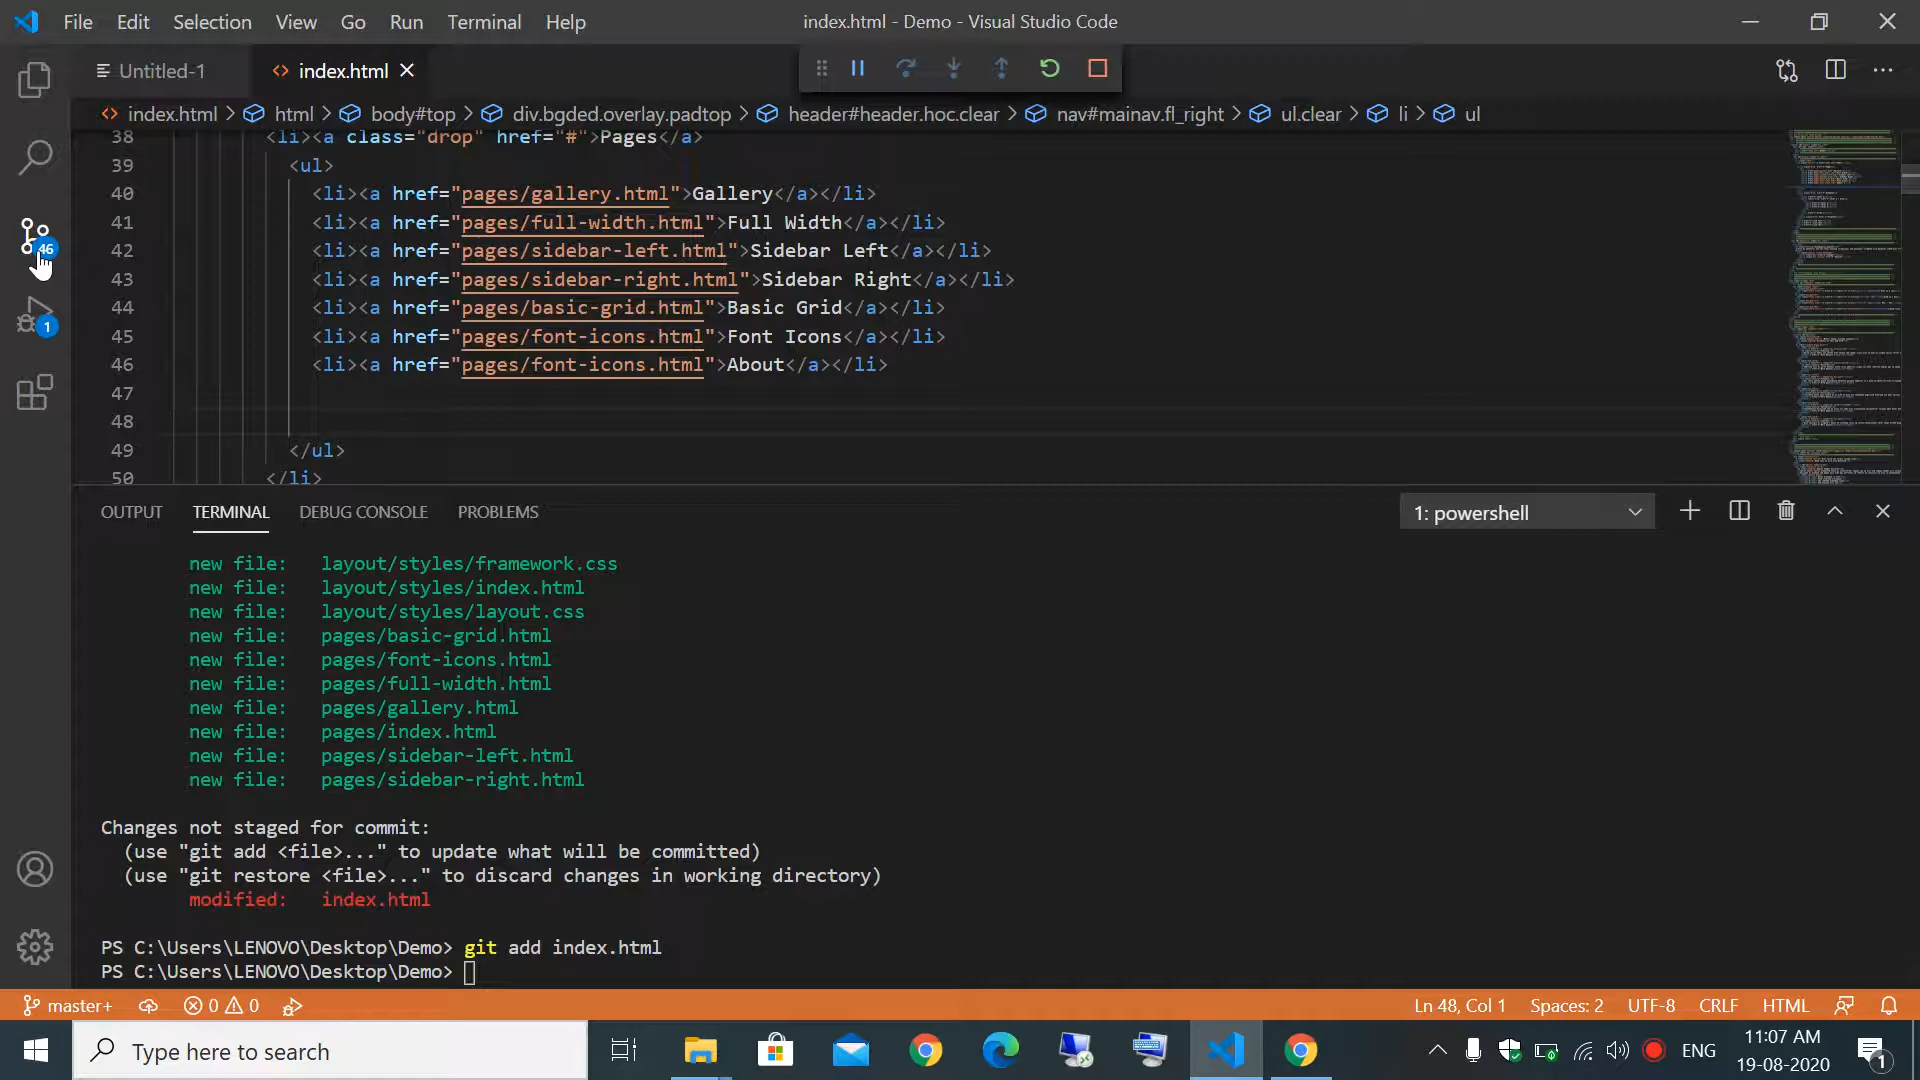 File Edit Selection View Go Run Terminal Help index.html - Demo - Visual Studio Code
Untitled-1 index.html
index.html > html > body#top > div.bgded.overlay.padtop > header#header.hoc.clear > nav#mainav.fl_right > ul.clear > li > ul
38 <li><a class="drop" href="#">Pages</a>
39 <ul>
40 <li><a href="pages/gallery.html">Gallery</a></li>
41 <li><a href="pages/full-width.html">Full Width</a></li>
42 <li><a href="pages/sidebar-left.html">Sidebar Left</a></li>
43 <li><a href="pages/sidebar-right.html">Sidebar Right</a></li>
44 <li><a href="pages/basic-grid.html">Basic Grid</a></li>
45 <li><a href="pages/font-icons.html">Font Icons</a></li>
46 <li><a href="pages/font-icons.html">About</a></li>
47
48
49 </ul>
50 </li>
46
1
OUTPUT TERMINAL DEBUG CONSOLE PROBLEMS 1: powershell
new file: layout/styles/framework.css
new file: layout/styles/index.html
new file: layout/styles/layout.css
new file: pages/basic-grid.html
new file: pages/font-icons.html
new file: pages/full-width.html
new file: pages/gallery.html
new file: pages/index.html
new file: pages/sidebar-left.html
new file: pages/sidebar-right.html
Changes not staged for commit:
(use "git add <file>..." to update what will be committed)
(use "git restore <file>..." to discard changes in working directory)
modified: index.html
PS C:\Users\LENOVO\Desktop\Demo> git add index.html
PS C:\Users\LENOVO\Desktop\Demo>
master+ 0 0 Ln 48, Col 1 Spaces: 2 UTF-8 CRLF HTML
Type here to search ENG 11:07 AM
19-08-2020 1